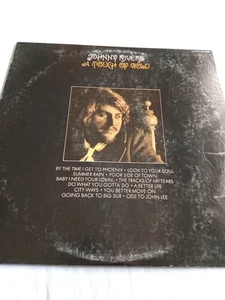 JOHNNY RIVERS
A TOUCH OF GOLD
BY THE TIME I GET TO PHOENIX • LOOK TO YOUR SOUL
SUMMER RAIN • POOR SIDE OF TOWN
BABY I NEED YOUR LOVIN' • THE TRACKS OF MY TEARS
DO WHAT YOU GOTTA DO • A BETTER LIFE
CITY WAYS • YOU BETTER MOVE ON
GOING BACK TO BIG SUR • ODE TO JOHN LEE